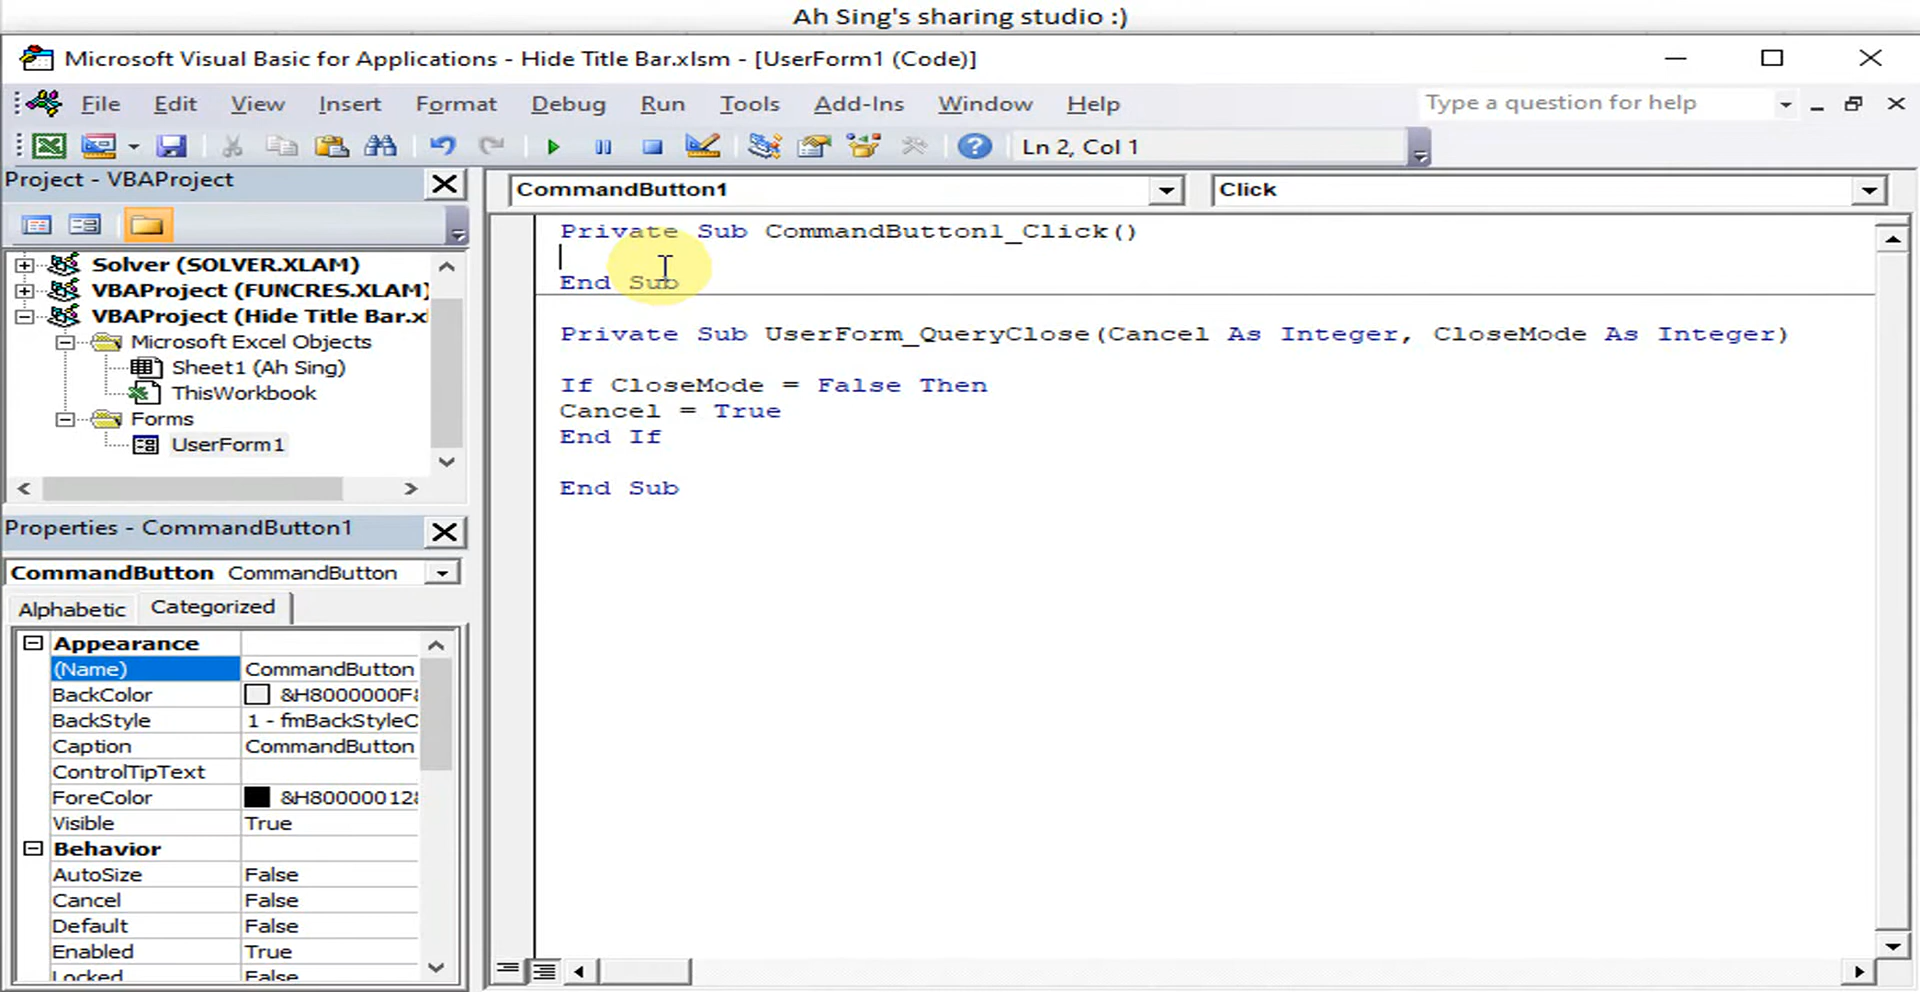 Ah Sing's sharing studio :)
Microsoft Visual Basic for Applications - Hide Title Bar.xlsm - [UserForm1 (Code)]
File Edit View Insert Format Debug Run Tools Add-Ins Window Help Type a question for help
Ln 2, Col 1
Project - VBAProject
CommandButton1 Click
Solver (SOLVER.XLAM)
VBAProject (FUNCRES.XLAM)
VBAProject (Hide Title Bar.x
Microsoft Excel Objects
Sheet1 (Ah Sing)
ThisWorkbook
Forms
UserForm1
Private Sub CommandButton1_Click()
End Sub
Private Sub UserForm_QueryClose(Cancel As Integer, CloseMode As Integer)
If CloseMode = False Then
Cancel = True
End If
End Sub
Properties - CommandButton1
CommandButton CommandButton
Alphabetic Categorized
Appearance
(Name) CommandButton
BackColor &H8000000F&
BackStyle 1 - fmBackStyleO
Caption CommandButton
ControlTipText
ForeColor &H80000012&
Visible True
Behavior
AutoSize False
Cancel False
Default False
Enabled True
Locked False